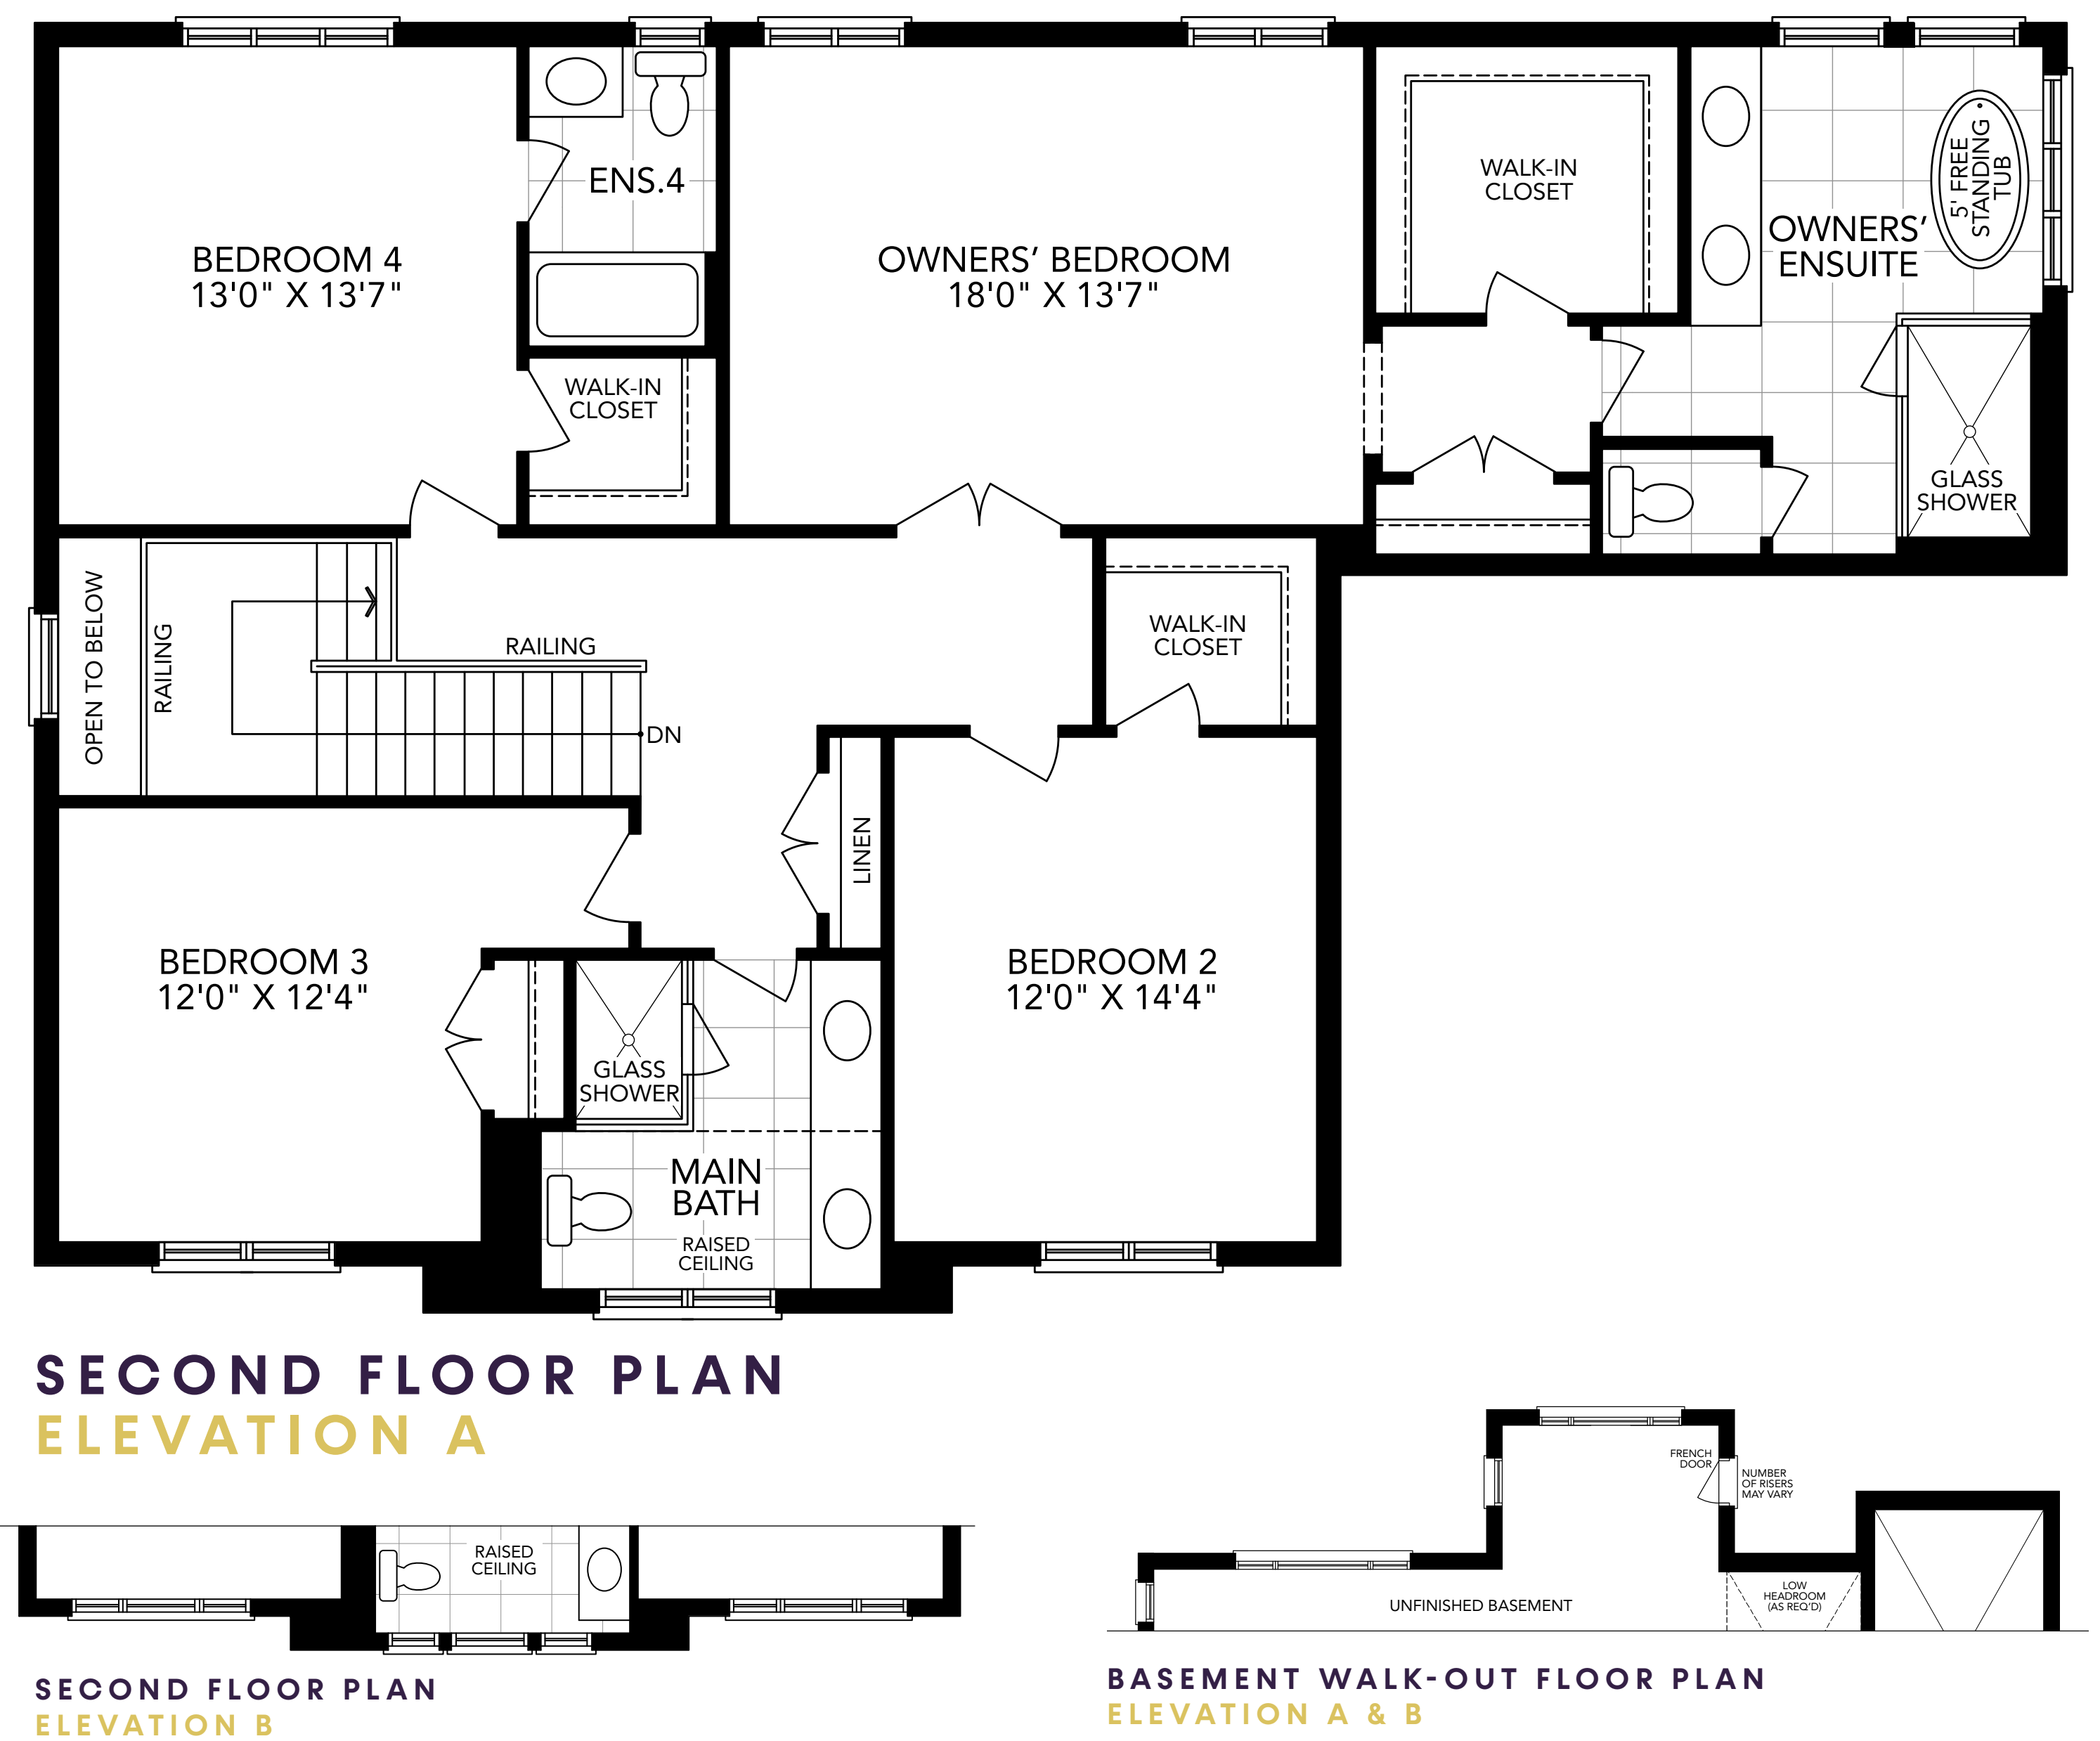 BEDROOM 4
13'0" X 13'7"
ENS.4
WALK-IN
CLOSET
OWNERS’ BEDROOM
18'0" X 13'7"
WALK-IN
CLOSET
OWNERS’
ENSUITE
5' FREE
STANDING
TUB
GLASS
SHOWER
OPEN TO BELOW
RAILING
RAILING
DN
WALK-IN
CLOSET
LINEN
BEDROOM 3
12'0" X 12'4"
GLASS
SHOWER
MAIN
BATH
RAISED
CEILING
BEDROOM 2
12'0" X 14'4"
SECOND FLOOR PLAN
ELEVATION A
RAISED
CEILING
SECOND FLOOR PLAN
ELEVATION B
FRENCH
DOOR
NUMBER
OF RISERS
MAY VARY
UNFINISHED BASEMENT
LOW
HEADROOM
(AS REQ’D)
BASEMENT WALK-OUT FLOOR PLAN
ELEVATION A & B